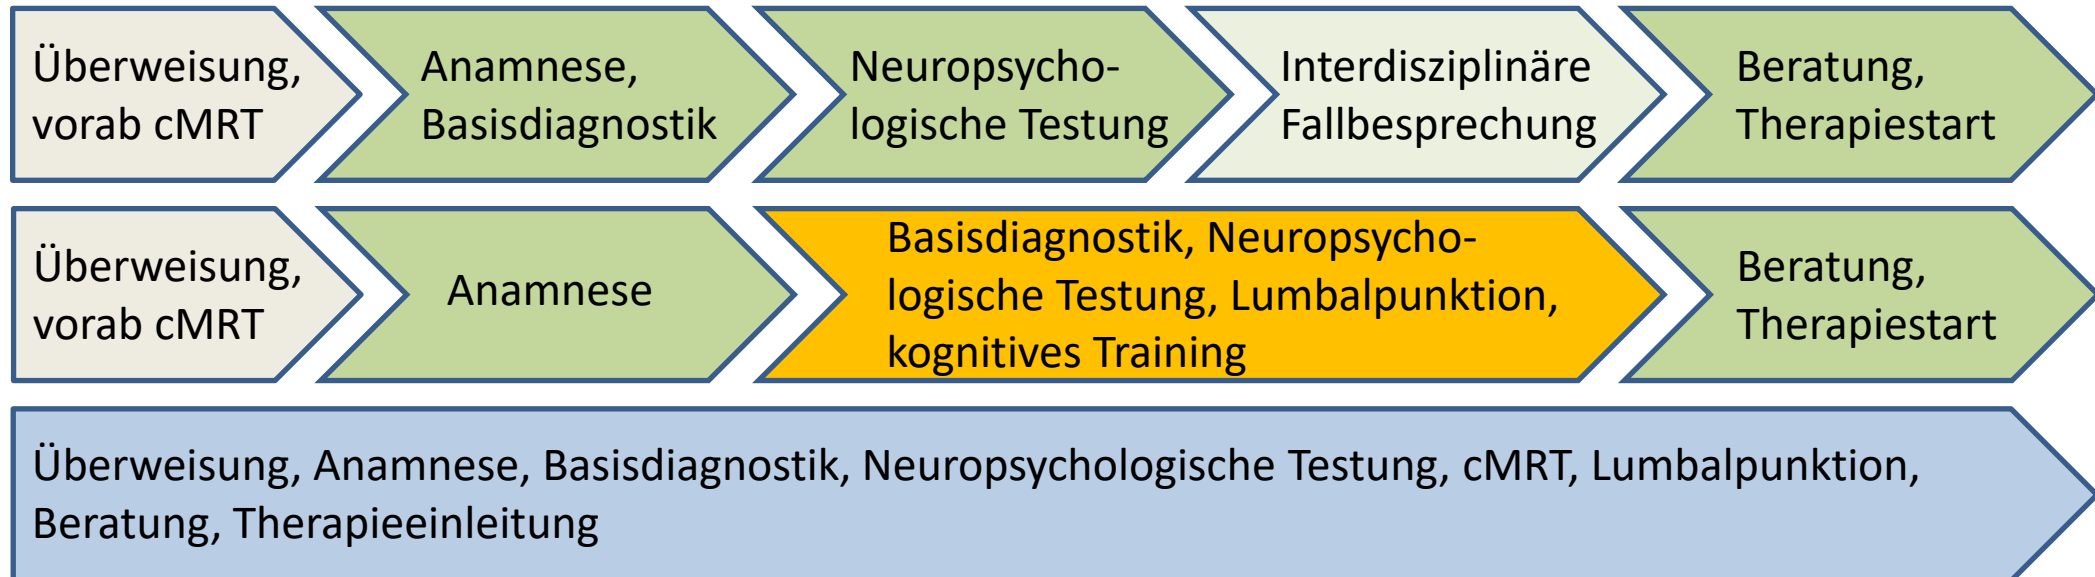 Überweisung,
vorab cMRT
Anamnese,
Basisdiagnostik
Neuropsycho-
logische Testung
Interdisziplinäre
Fallbesprechung
Beratung,
Therapiestart
Überweisung,
vorab cMRT
Anamnese
Basisdiagnostik, Neuropsycho-
logische Testung, Lumbalpunktion,
kognitives Training
Beratung,
Therapiestart
Überweisung, Anamnese, Basisdiagnostik, Neuropsychologische Testung, cMRT, Lumbalpunktion,
Beratung, Therapieeinleitung